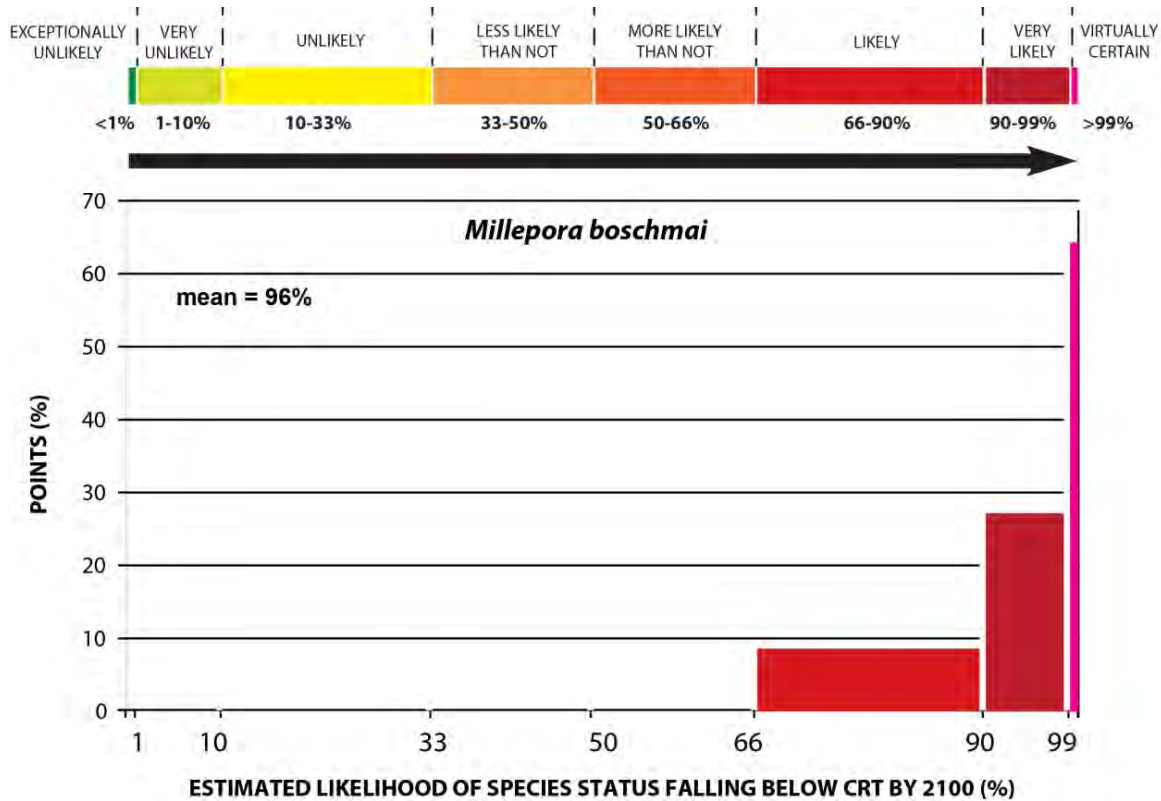 EXCEPTIONALLY UNLIKELY
VERY UNLIKELY
UNLIKELY
LESS LIKELY THAN NOT
MORE LIKELY THAN NOT
LIKELY
VERY LIKELY
VIRTUALLY CERTAIN
<1% 1-10% 10-33% 33-50% 50-66% 66-90% 90-99% >99%
Millepora boschmai
mean = 96%
POINTS (%)
70
60
50
40
30
20
10
0
1 10 33 50 66 90 99
ESTIMATED LIKELIHOOD OF SPECIES STATUS FALLING BELOW CRT BY 2100 (%)